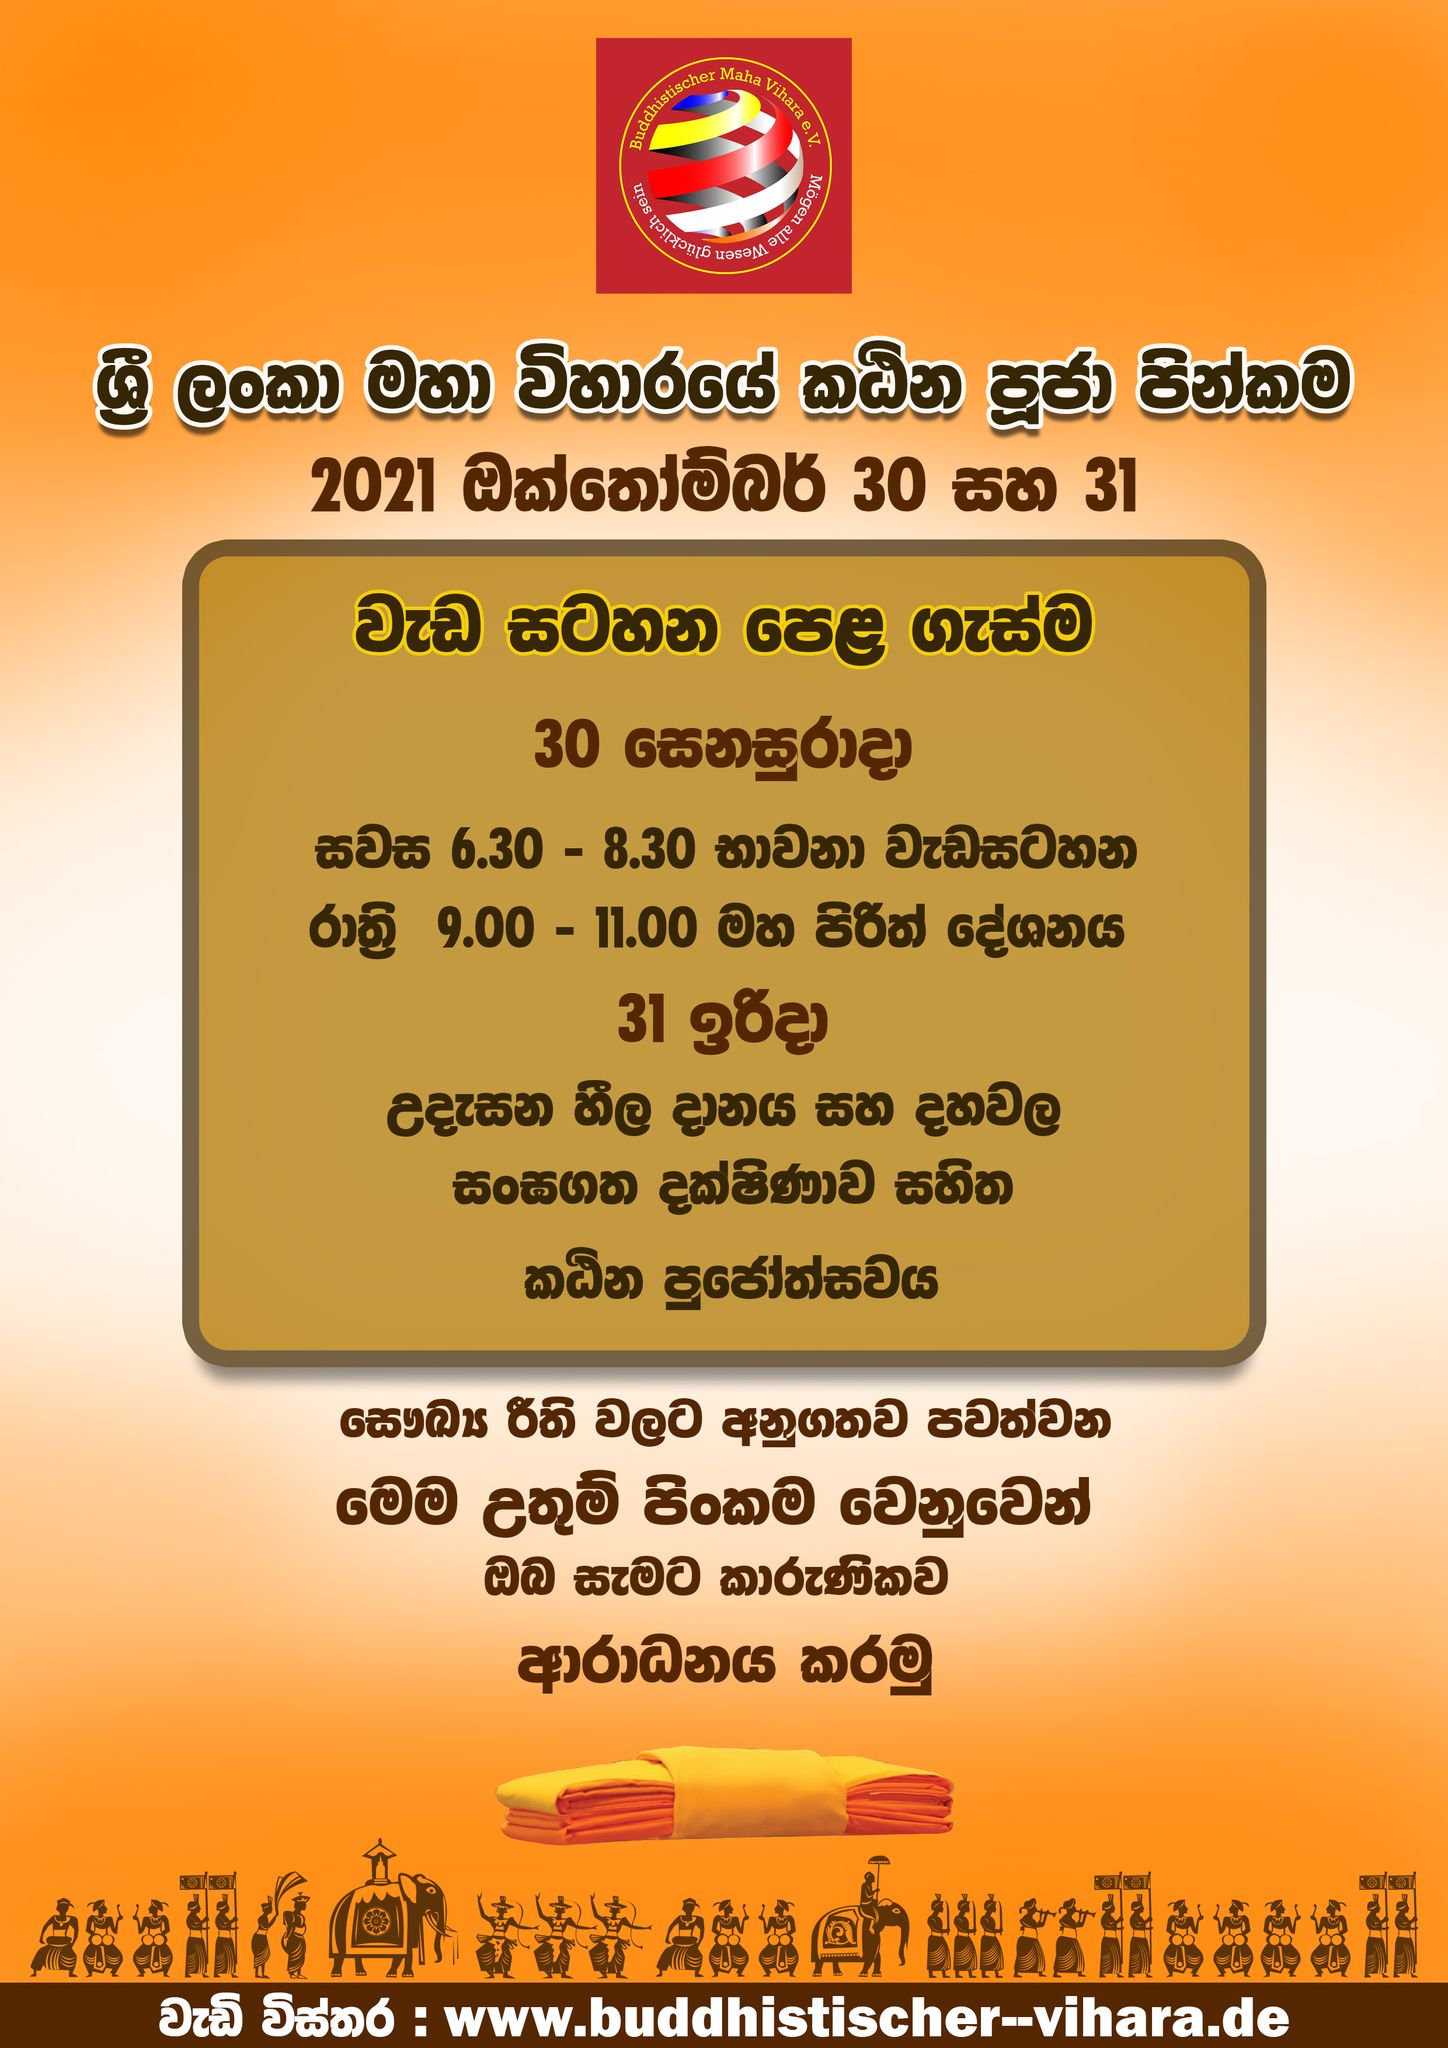 Buddhistischer Maha Vihara e.V.
Mögen alle Wesen glücklich sein
ශ්‍රී ලංකා මහා විහාරයේ කඨින පූජා පින්කම
2021 ඔක්තෝම්බර් 30 සහ 31
වැඩ සටහන පෙළ ගැස්ම
30 සෙනසුරාදා
සවස 6.30 - 8.30 භාවනා වැඩසටහන
රාත්‍රි 9.00 - 11.00 මහ පිරිත් දේශනය
31 ඉරිදා
උදැසන හීල දානය සහ දහවල
සංඝගත දක්ෂිණාව සහිත
කඨින පුජෝත්සවය
සෞඛ්‍ය රීති වලට අනුගතව පවත්වන
මෙම උතුම් පිංකම වෙනුවෙන්
ඔබ සැමට කාරුණිකව
ආරාධනය කරමු
වැඩි විස්තර : www.buddhistischer--vihara.de